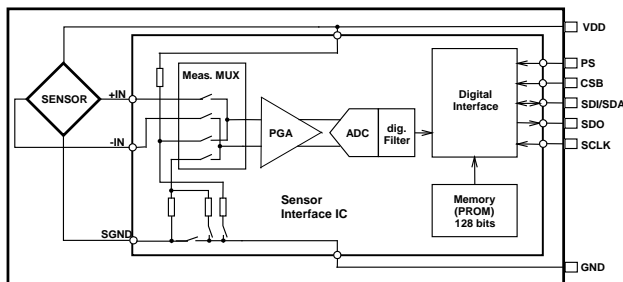 VDD
PS
CSB
SDI/SDA
SDO
SCLK
GND
SENSOR
+IN
-IN
SGND
Meas. MUX
PGA
ADC
dig.
Filter
Digital
Interface
Memory
(PROM)
128 bits
Sensor
Interface IC